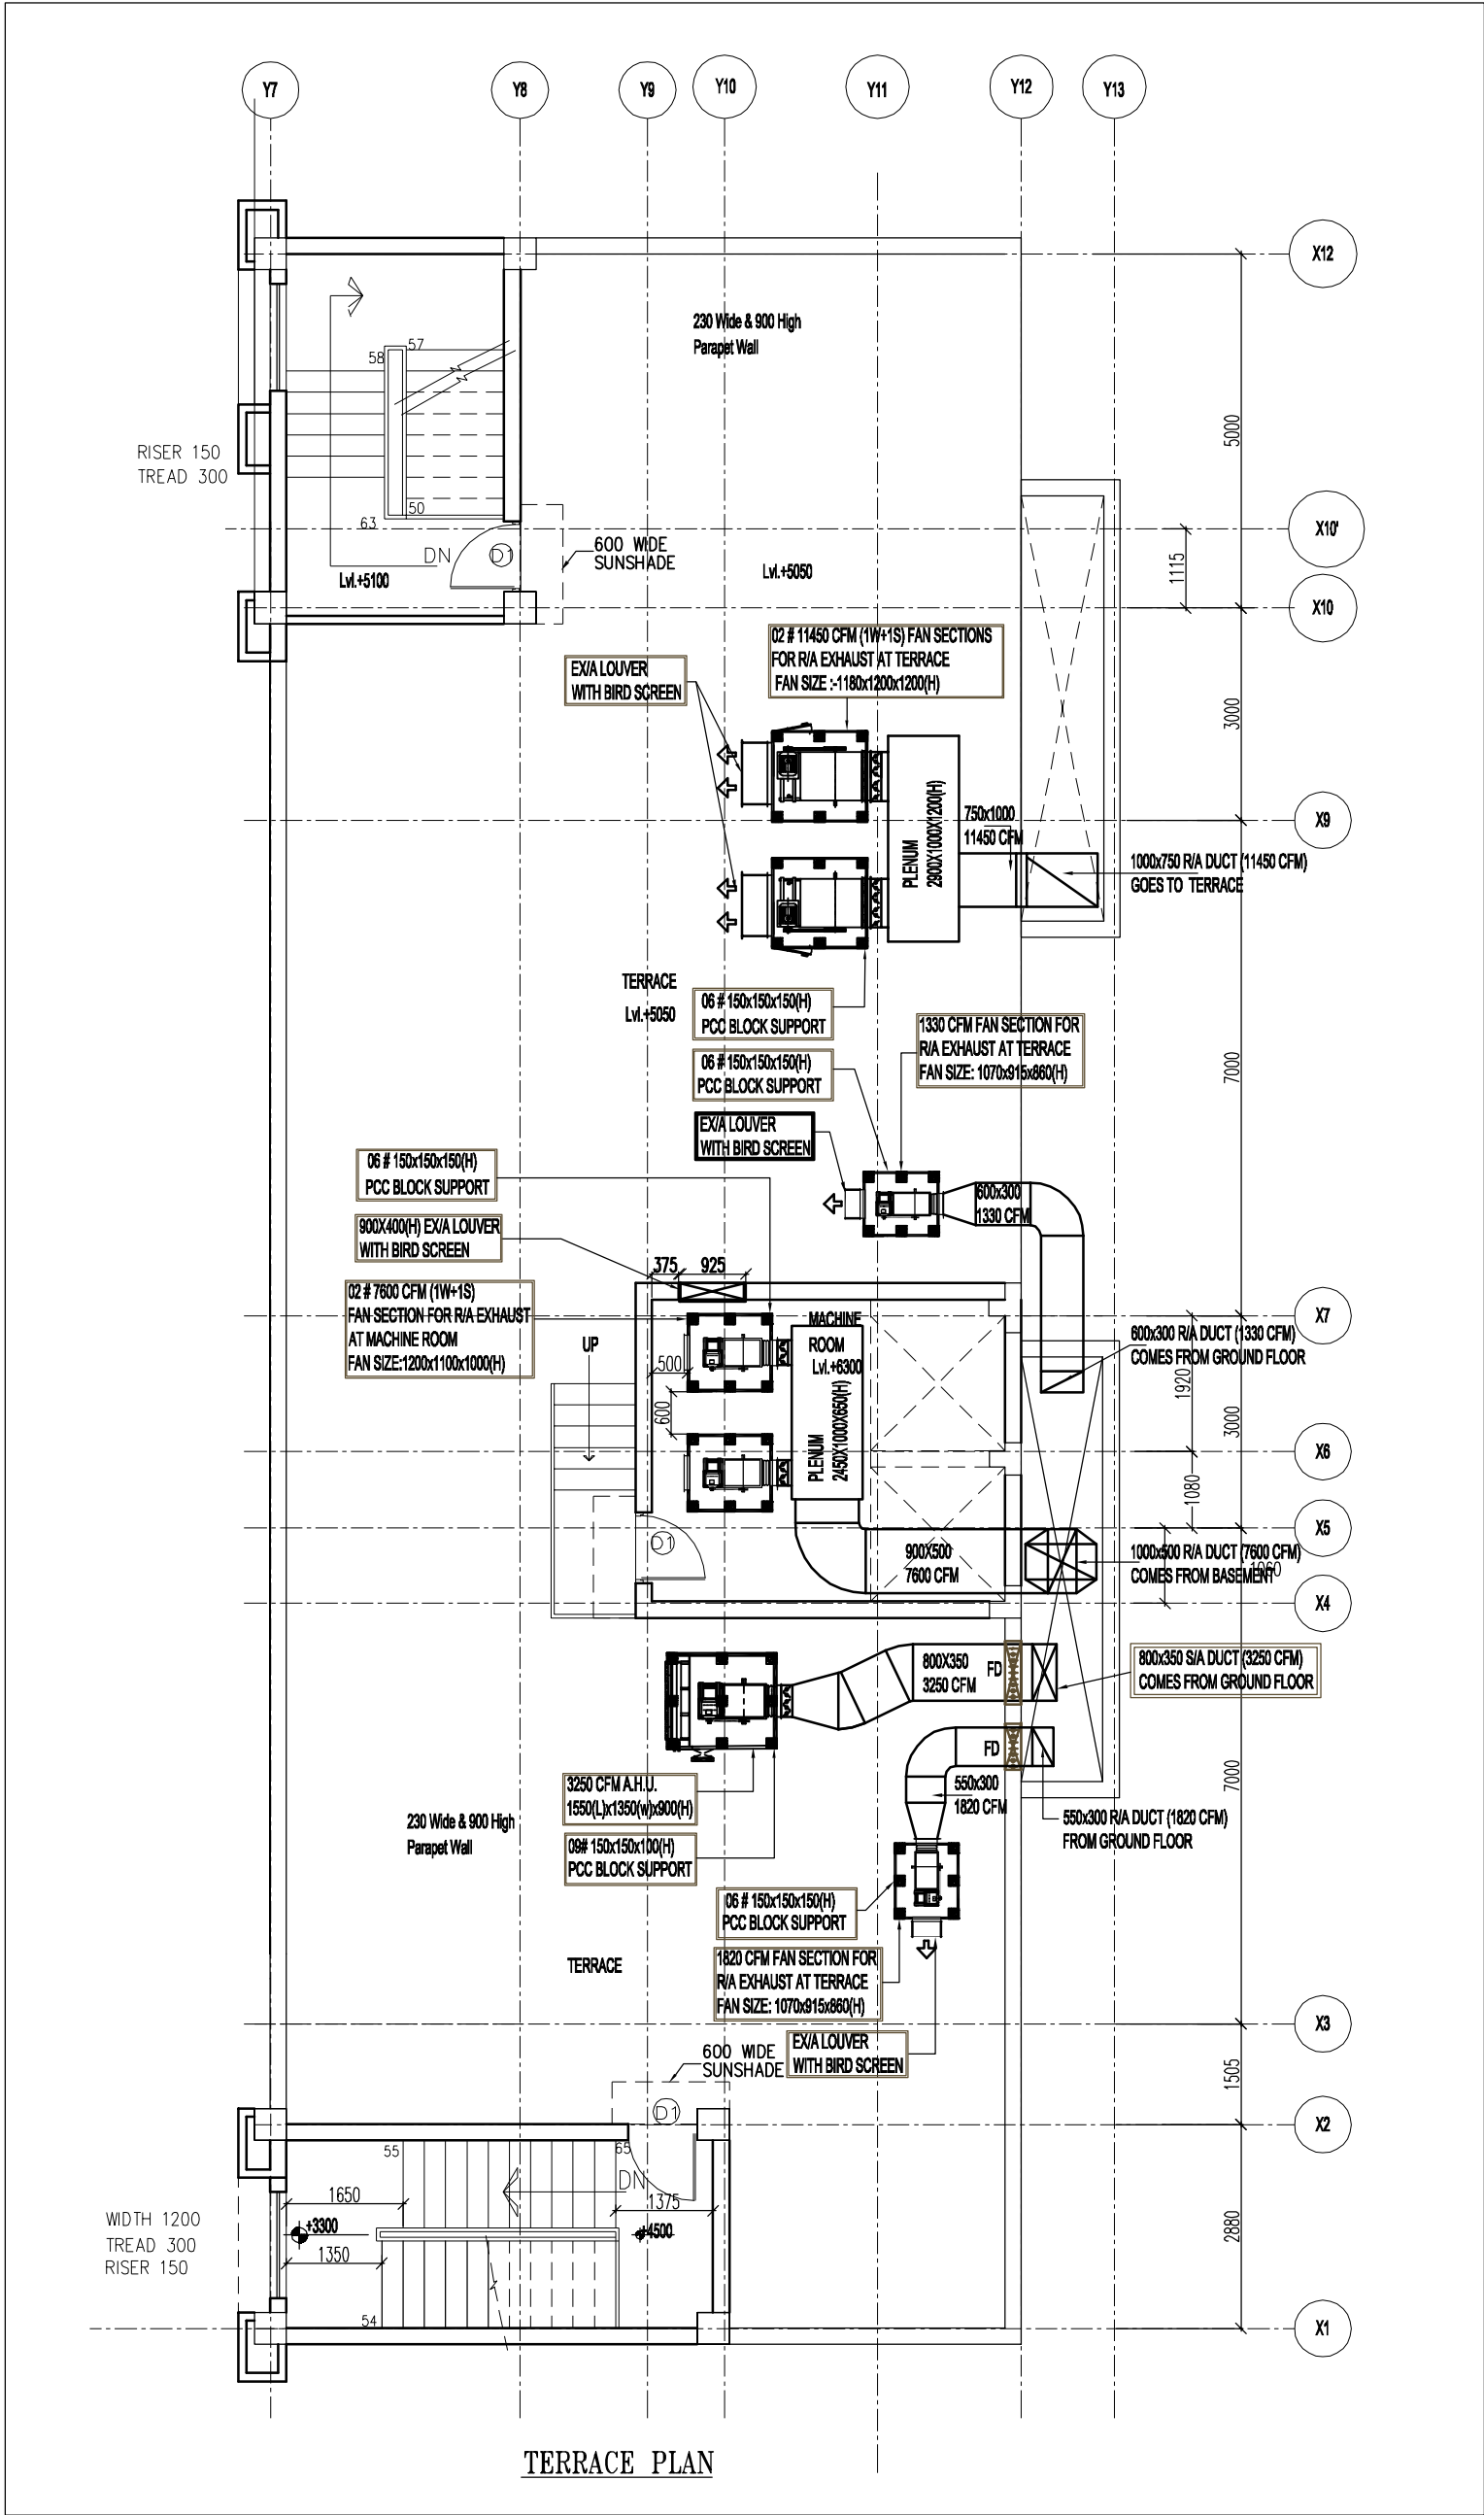 Y7
Y8
Y9
Y10
Y11
Y12
Y13
X12
230 Wide & 900 High
Parapet Wall
57
58
5000
RISER 150
TREAD 300
50
63
X10'
DN
D1
600 WIDE
SUNSHADE
Lvl.+5100
Lvl.+5050
1115
X10
02 # 11450 CFM (1W+1S) FAN SECTIONS
FOR R/A EXHAUST AT TERRACE
FAN SIZE :-1180x1200x1200(H)
EX/A LOUVER
WITH BIRD SCREEN
3000
PLENUM
2900X1000X1200(H)
750x1000
11450 CFM
X9
1000x750 R/A DUCT (11450 CFM)
GOES TO TERRACE
TERRACE
Lvl.+5050
06 # 150x150x150(H)
PCC BLOCK SUPPORT
1330 CFM FAN SECTION FOR
R/A EXHAUST AT TERRACE
FAN SIZE: 1070x915x860(H)
06 # 150x150x150(H)
PCC BLOCK SUPPORT
7000
EX/A LOUVER
WITH BIRD SCREEN
06 # 150x150x150(H)
PCC BLOCK SUPPORT
600x300
1330 CFM
900X400(H) EX/A LOUVER
WITH BIRD SCREEN
375
925
02 # 7600 CFM (1W+1S)
FAN SECTION FOR R/A EXHAUST
AT MACHINE ROOM
FAN SIZE:1200x1100x1000(H)
MACHINE
ROOM
Lvl.+6300
X7
600x300 R/A DUCT (1330 CFM)
COMES FROM GROUND FLOOR
UP
500
600
1920
3000
PLENUM
2450X1000X650(H)
X6
1080
X5
D1
900X500
7600 CFM
1000x500 R/A DUCT (7600 CFM)
COMES FROM BASEMENT
1060
X4
800X350
3250 CFM
FD
800x350 S/A DUCT (3250 CFM)
COMES FROM GROUND FLOOR
FD
3250 CFM A.H.U.
1550(L)x1350(w)x900(H)
550x300
1820 CFM
7000
230 Wide & 900 High
Parapet Wall
550x300 R/A DUCT (1820 CFM)
FROM GROUND FLOOR
09# 150x150x100(H)
PCC BLOCK SUPPORT
06 # 150x150x150(H)
PCC BLOCK SUPPORT
TERRACE
1820 CFM FAN SECTION FOR
R/A EXHAUST AT TERRACE
FAN SIZE: 1070x915x860(H)
X3
600 WIDE
SUNSHADE
EX/A LOUVER
WITH BIRD SCREEN
1505
D1
X2
55
65
DN
1650
1375
WIDTH 1200
TREAD 300
RISER 150
+3300
+4500
1350
2880
54
X1
TERRACE PLAN